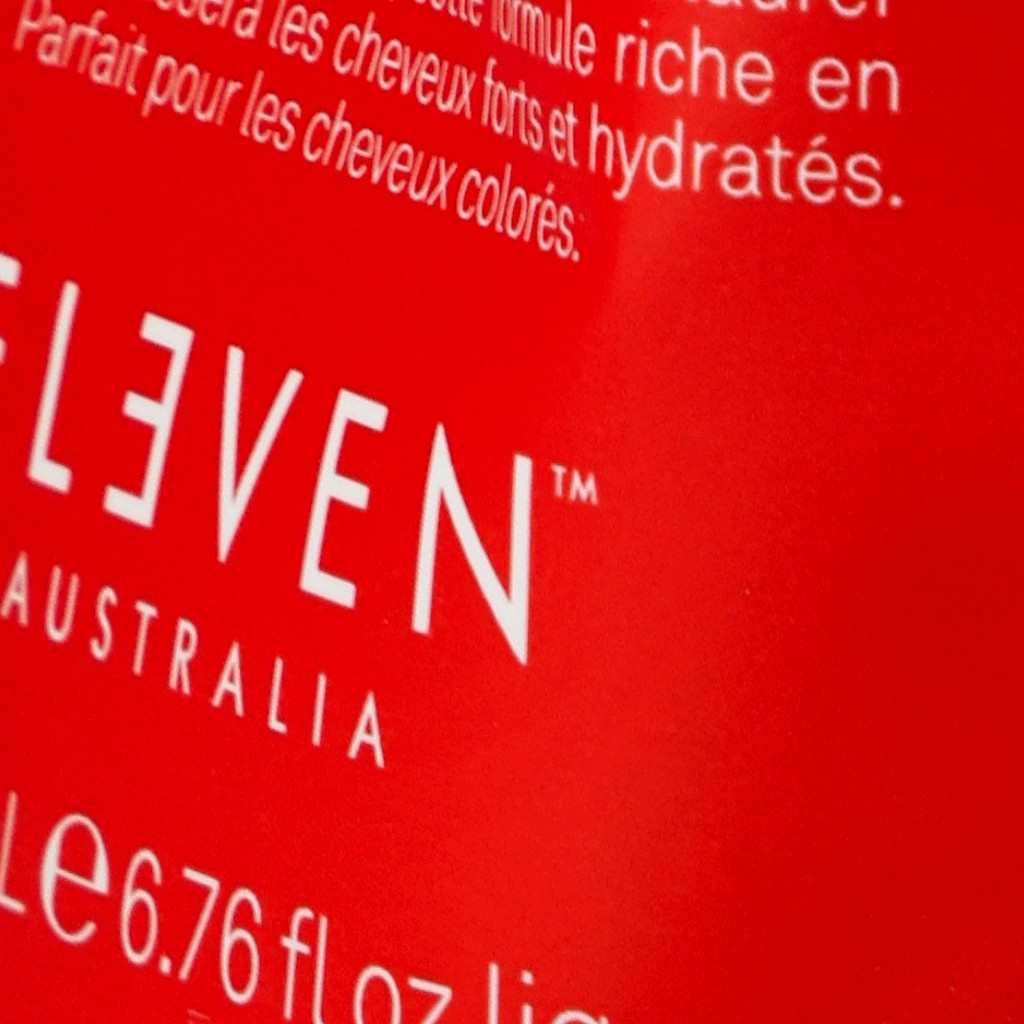 formule riche en
les cheveux forts et hydratés.
Parfait pour les cheveux colorés.
ELEVEN™
AUSTRALIA
L e 6.76 fl oz